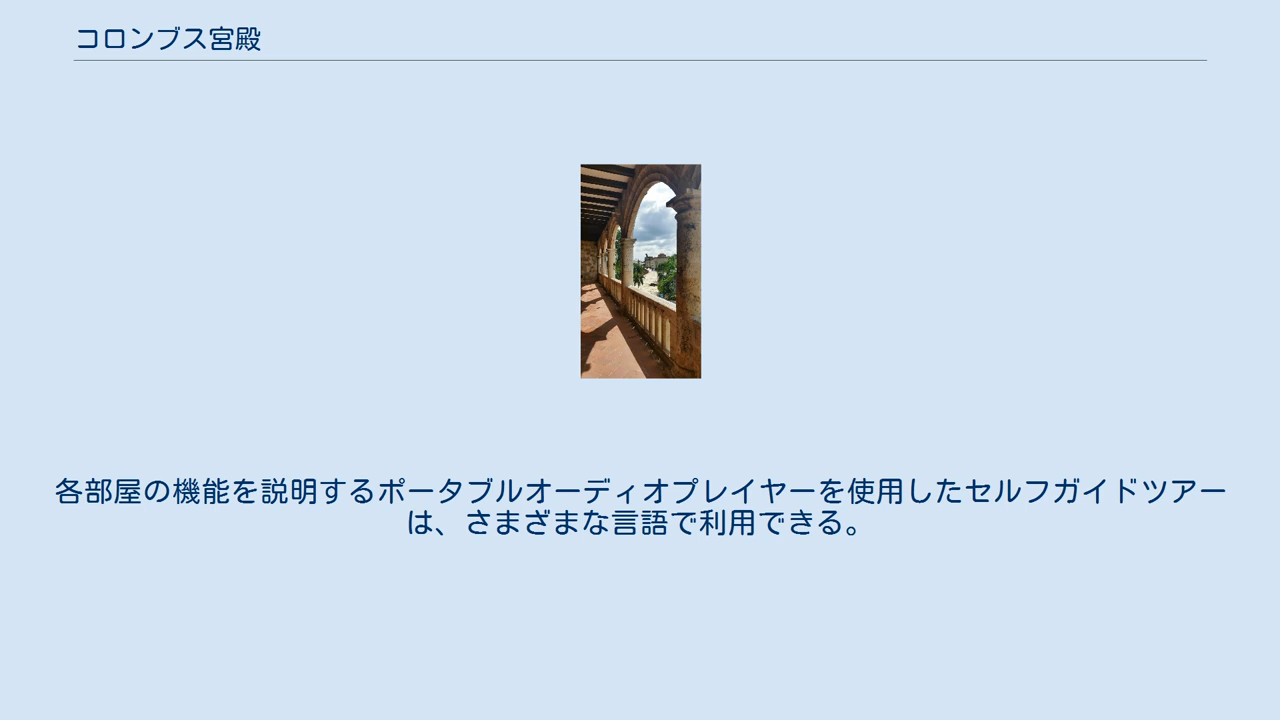 コロンブス宮殿
各部屋の機能を説明するポータブルオーディオプレイヤーを使用したセルフガイドツアー
は、さまざまな言語で利用できる。